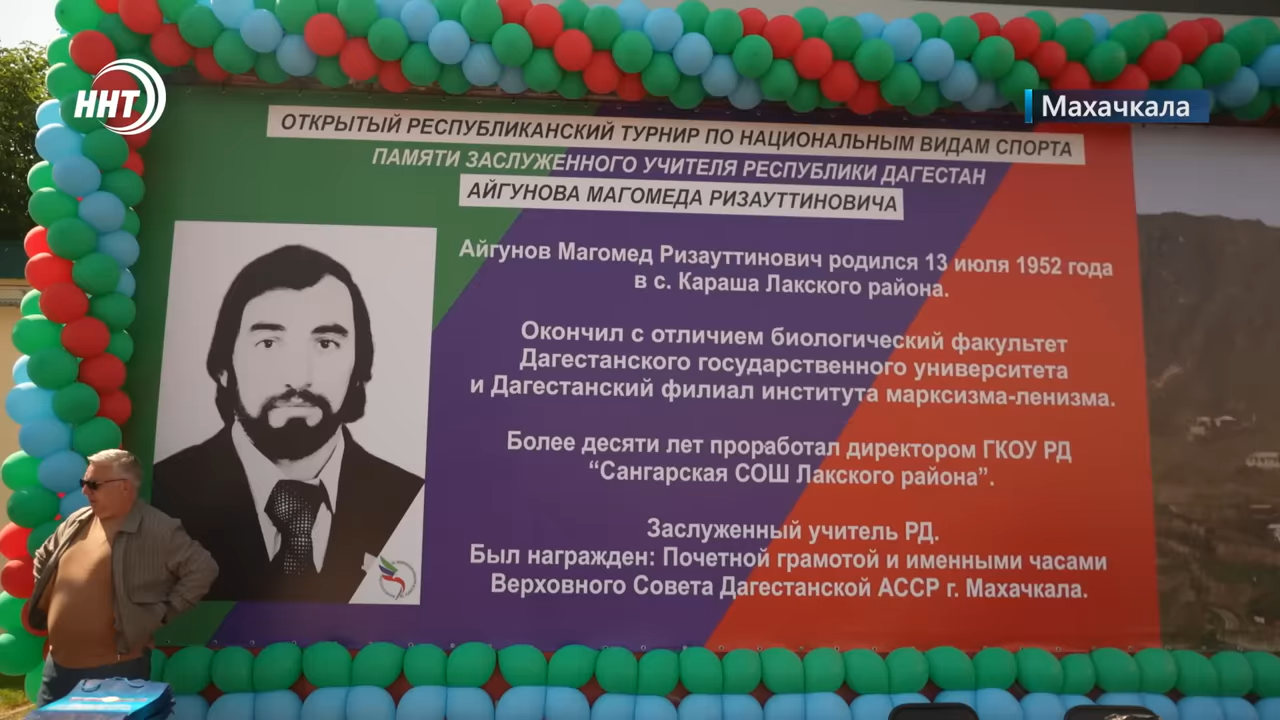 ННТ
Махачкала
ОТКРЫТЫЙ РЕСПУБЛИКАНСКИЙ ТУРНИР ПО НАЦИОНАЛЬНЫМ ВИДАМ СПОРТА
ПАМЯТИ ЗАСЛУЖЕННОГО УЧИТЕЛЯ РЕСПУБЛИКИ ДАГЕСТАН
АЙГУНОВА МАГОМЕДА РИЗАУТТИНОВИЧА
Айгунов Магомед Ризауттинович родился 13 июля 1952 года
в с. Караша Лакского района.
Окончил с отличием биологический факультет
Дагестанского государственного университета
и Дагестанский филиал института марксизма-ленизма.
Более десяти лет проработал директором ГКОУ РД
“Сангарская СОШ Лакского района”.
Заслуженный учитель РД.
Был награжден: Почетной грамотой и именными часами
Верховного Совета Дагестанской АССР г. Махачкала.